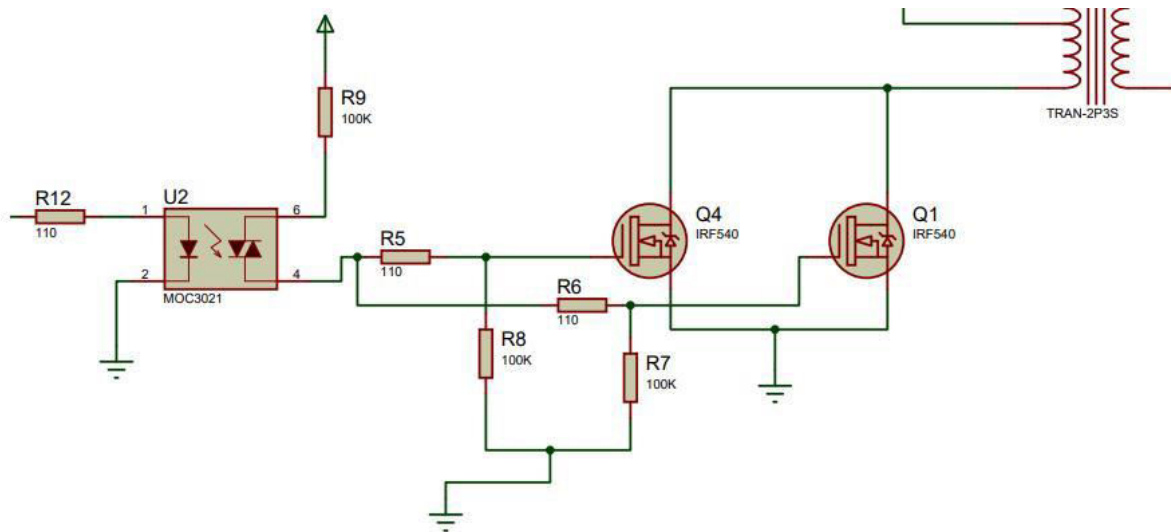 R9
100K
TRAN-2P3S
R12
110
U2
1
6
2
4
MOC3021
R5
110
Q4
IRF540
Q1
IRF540
R6
110
R8
100K
R7
100K